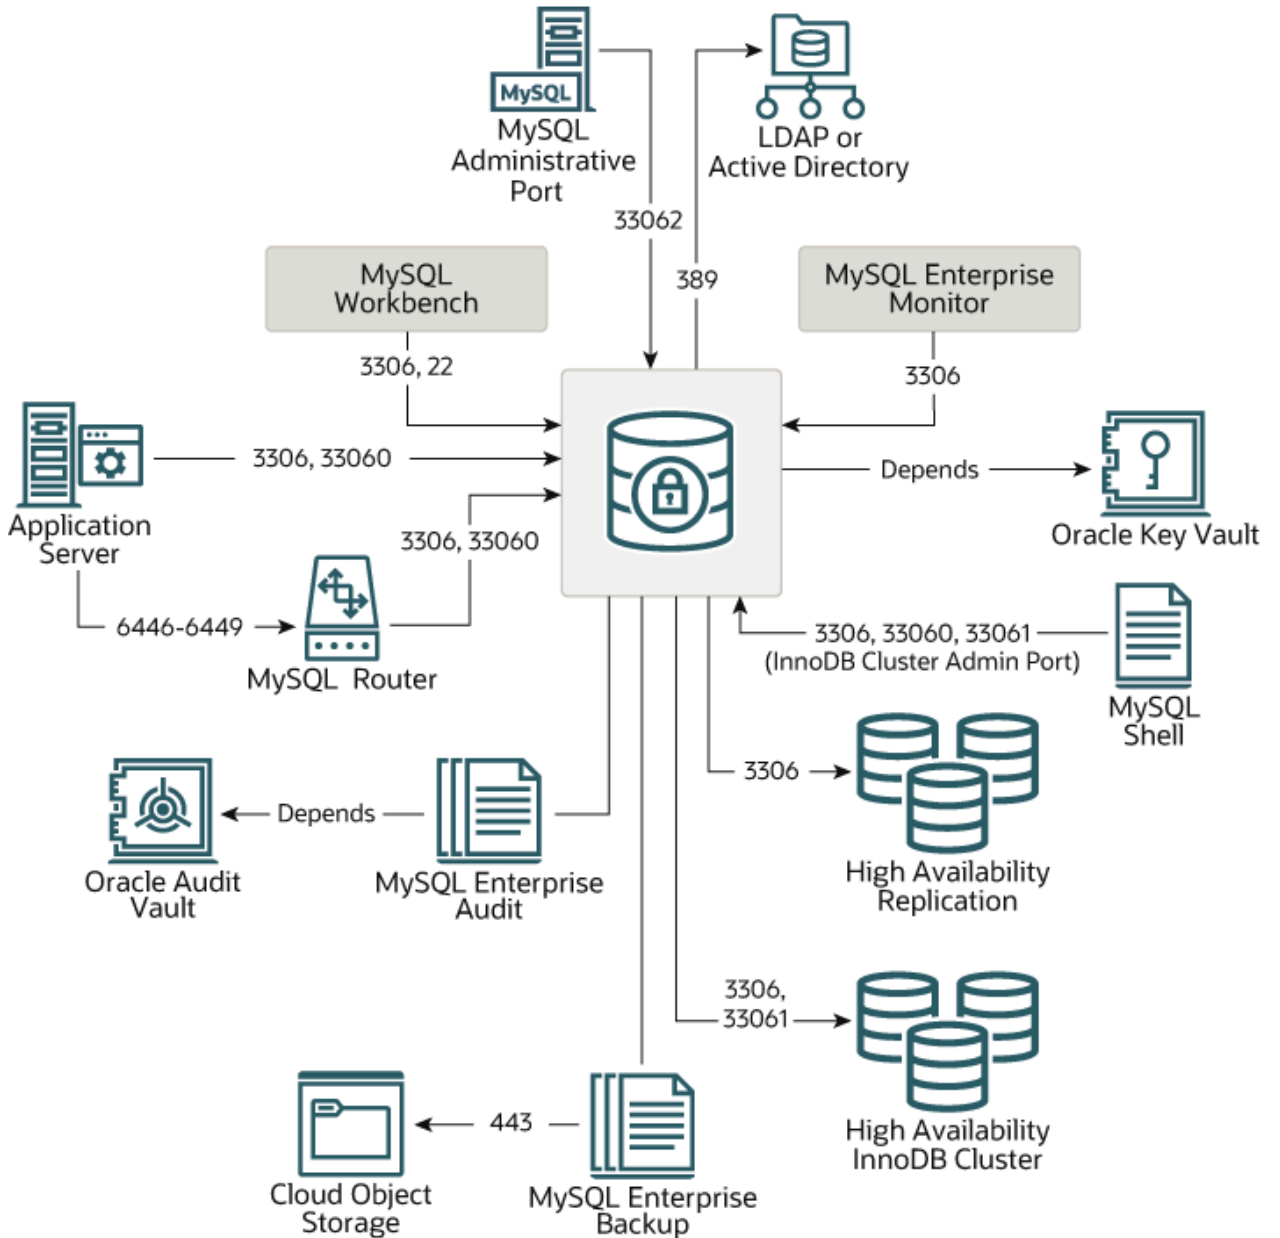 MySQL
MySQL
Administrative
Port
LDAP or
Active Directory
33062
389
MySQL
Workbench
MySQL Enterprise
Monitor
3306, 22
3306
3306, 33060
Depends
Application
Server
Oracle Key Vault
3306, 33060
6446-6449
MySQL Router
3306, 33060, 33061
(InnoDB Cluster Admin Port)
MySQL
Shell
3306
Depends
Oracle Audit
Vault
MySQL Enterprise
Audit
High Availability
Replication
3306,
33061
443
High Availability
InnoDB Cluster
Cloud Object
Storage
MySQL Enterprise
Backup